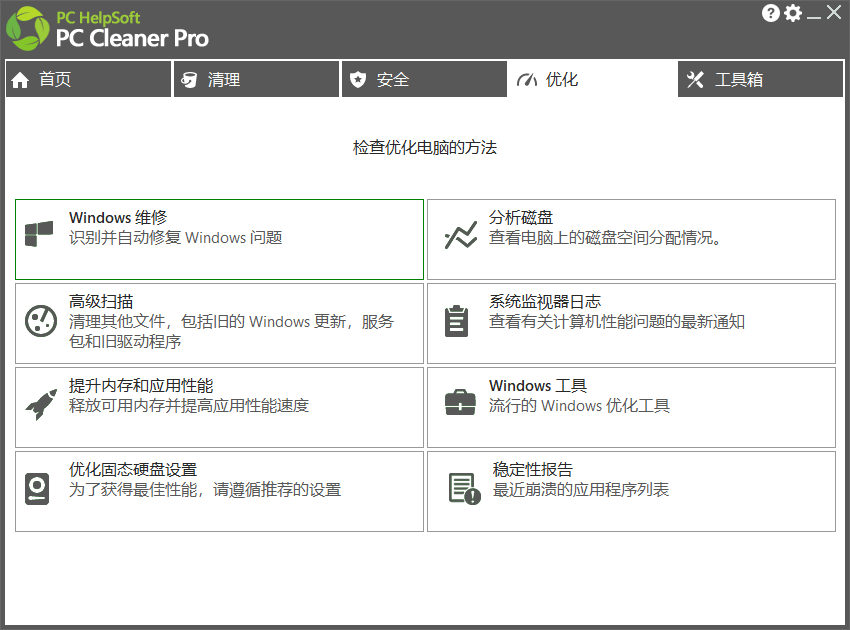 PC HelpSoft
PC Cleaner Pro
?
首页
清理
安全
优化
工具箱
检查优化电脑的方法
Windows 维修
识别并自动修复 Windows 问题
分析磁盘
查看电脑上的磁盘空间分配情况。
高级扫描
清理其他文件，包括旧的 Windows 更新，服务
包和旧驱动程序
系统监视器日志
查看有关计算机性能问题的最新通知
提升内存和应用性能
释放可用内存并提高应用性能速度
Windows 工具
流行的 Windows 优化工具
优化固态硬盘设置
为了获得最佳性能，请遵循推荐的设置
稳定性报告
最近崩溃的应用程序列表